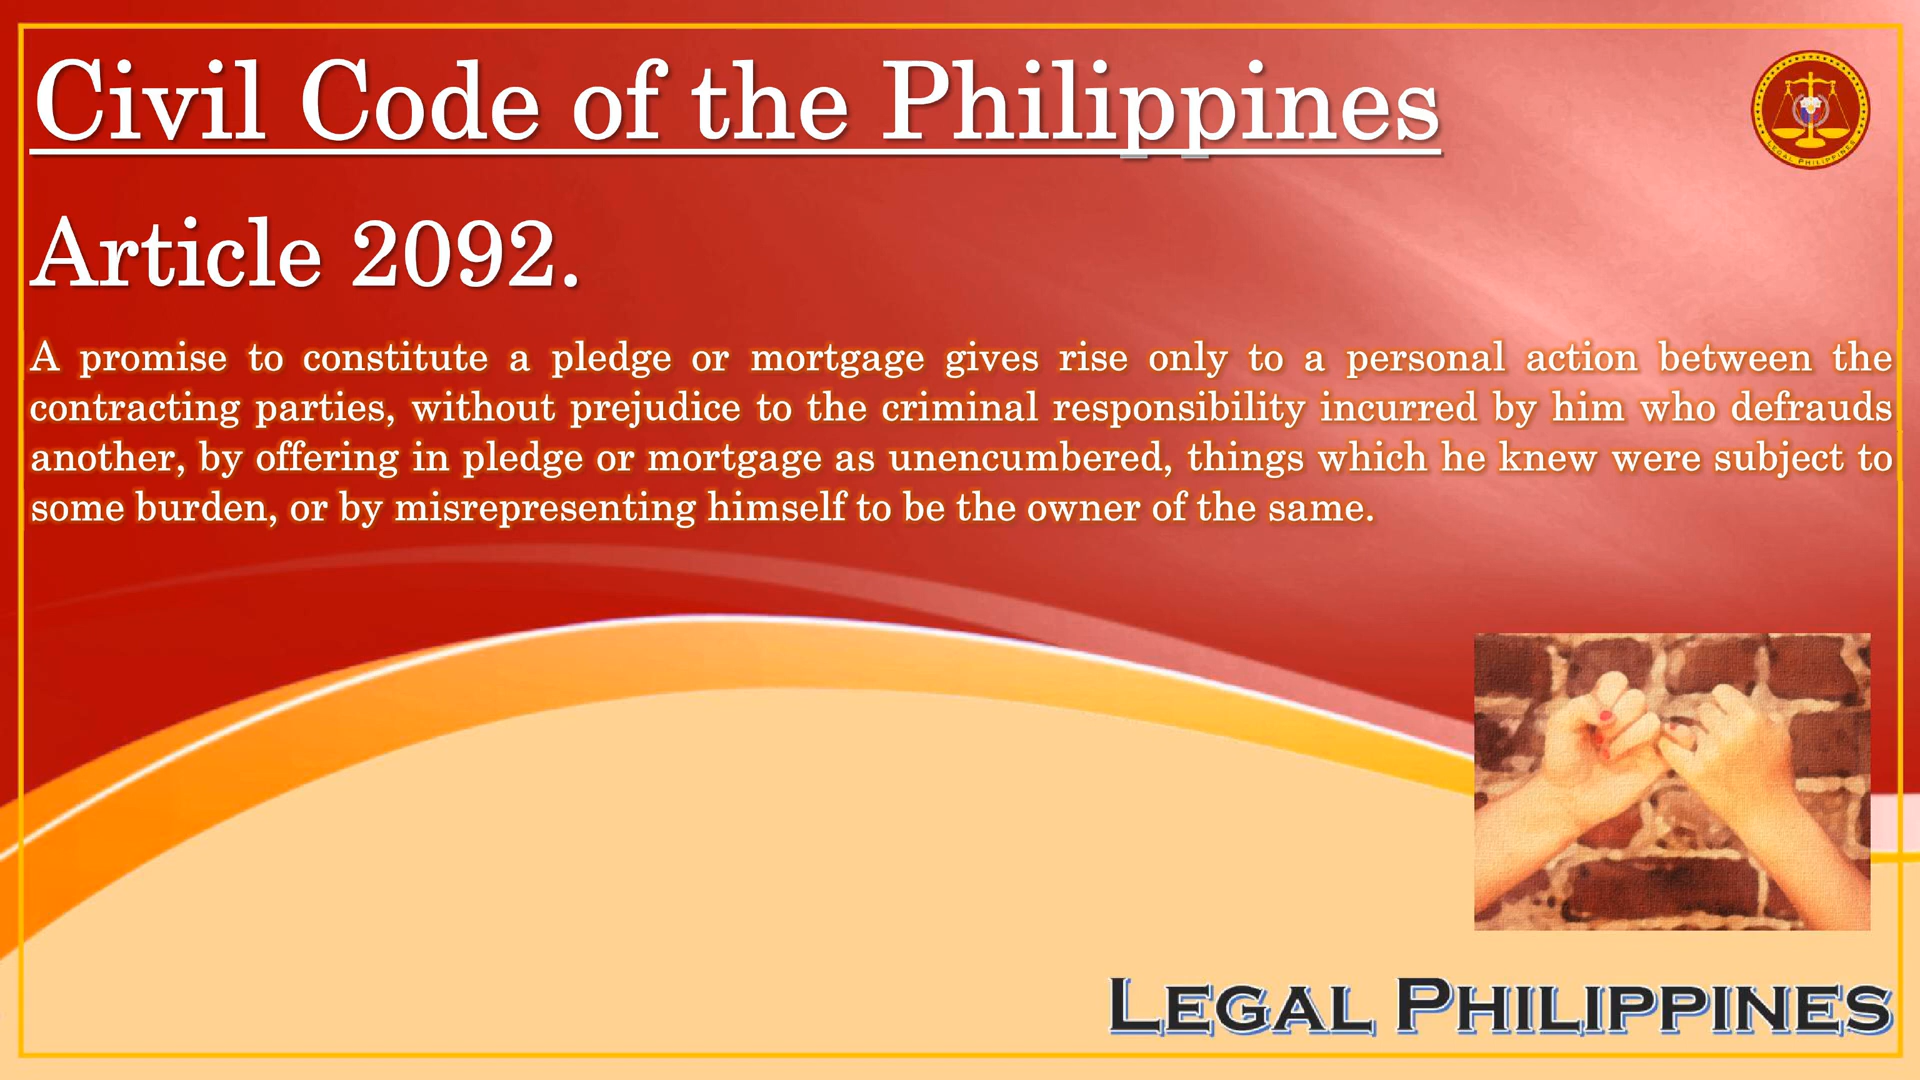 Civil Code of the Philippines
LEGAL PHILIPPINES
Article 2092.
A promise to constitute a pledge or mortgage gives rise only to a personal action between the
contracting parties, without prejudice to the criminal responsibility incurred by him who defrauds
another, by offering in pledge or mortgage as unencumbered, things which he knew were subject to
some burden, or by misrepresenting himself to be the owner of the same.
LEGAL PHILIPPINES